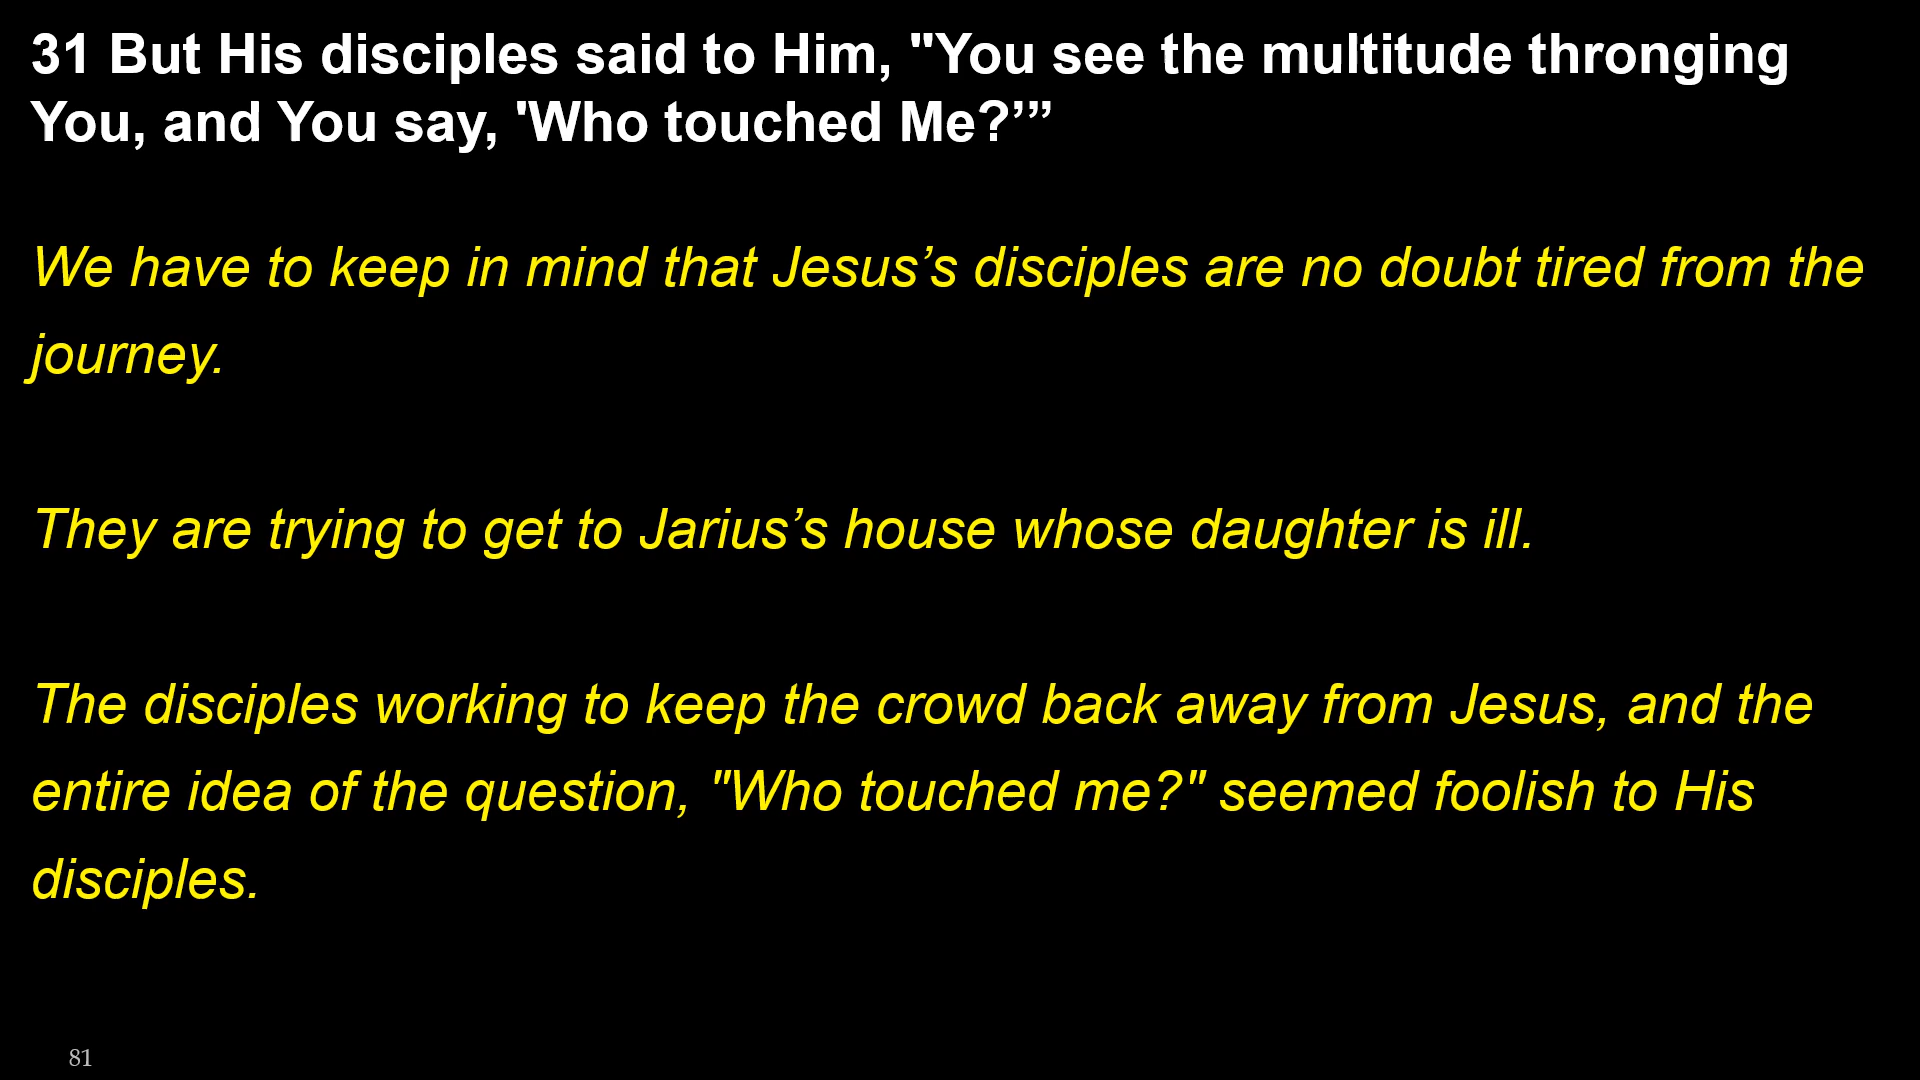 31 But His disciples said to Him, "You see the multitude thronging
You, and You say, 'Who touched Me?’”
We have to keep in mind that Jesus’s disciples are no doubt tired from the
journey.
They are trying to get to Jarius’s house whose daughter is ill.
The disciples working to keep the crowd back away from Jesus, and the
entire idea of the question, "Who touched me?" seemed foolish to His
disciples.
81